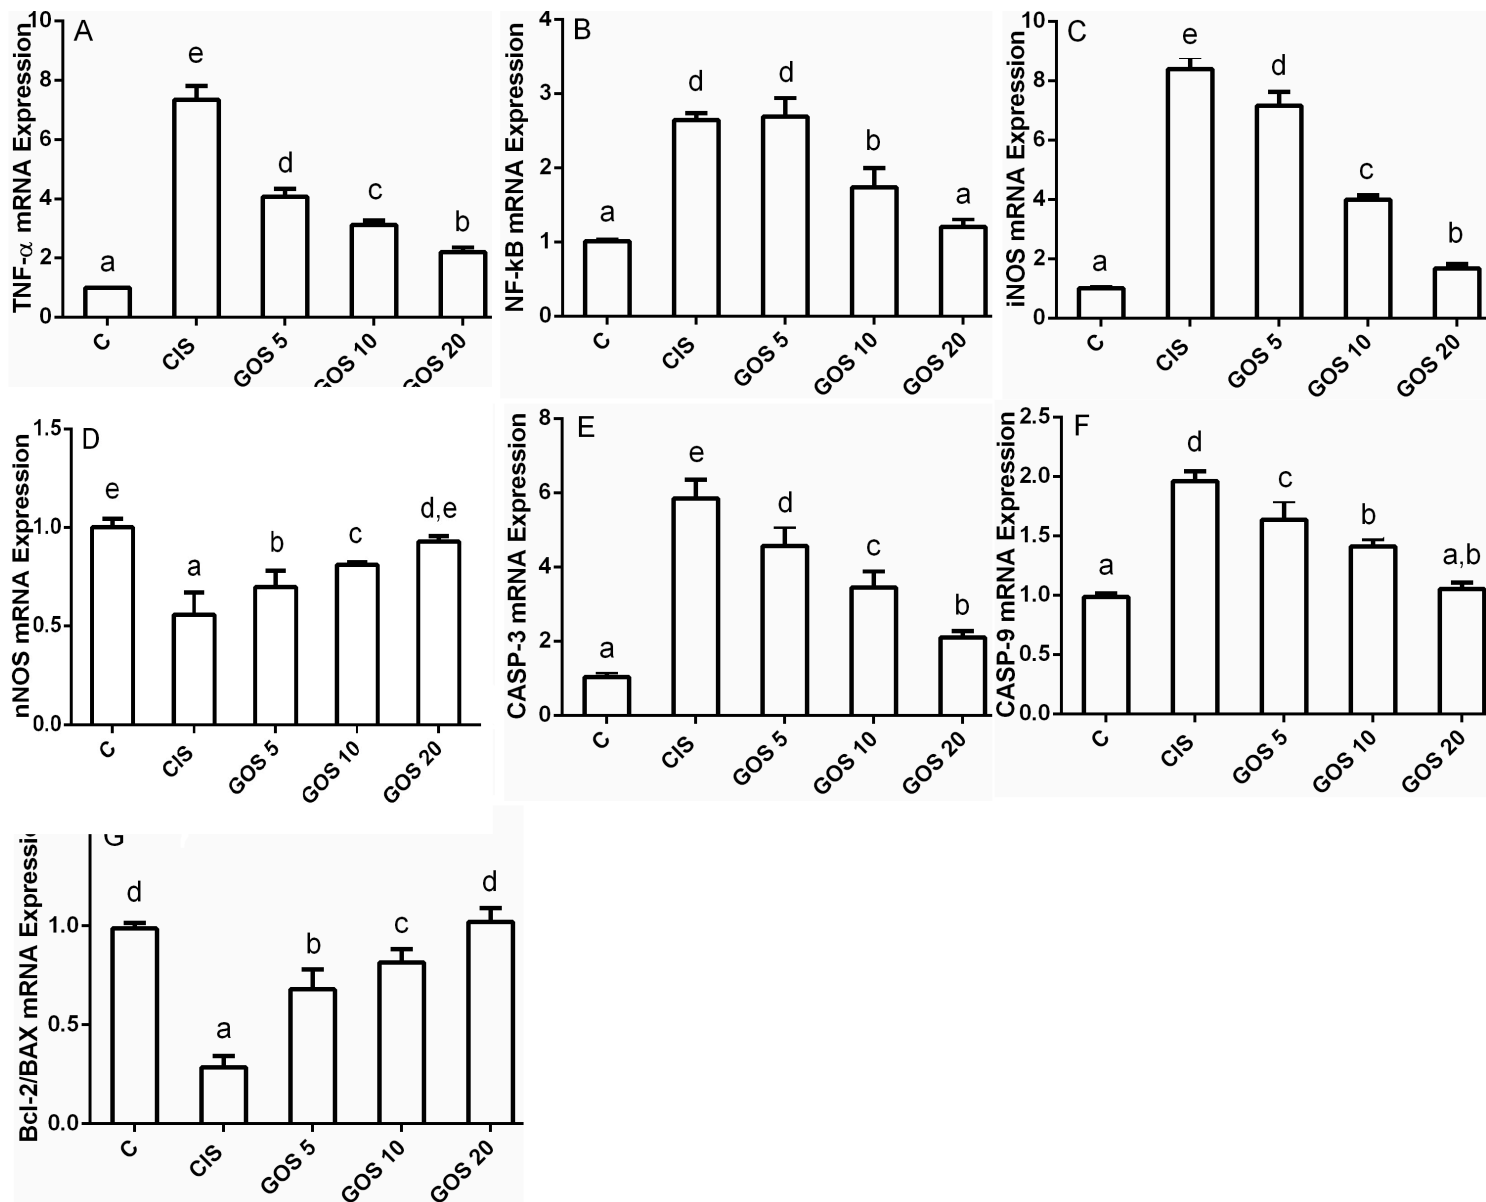 A
TNF-α mRNA Expression
10
8
6
4
2
0
a
e
d
c
b
C
CIS
GOS 5
GOS 10
GOS 20
B
NF-kB mRNA Expression
4
3
2
1
0
a
d
d
b
a
C
CIS
GOS 5
GOS 10
GOS 20
C
iNOS mRNA Expression
10
8
6
4
2
0
a
e
d
c
b
C
CIS
GOS 5
GOS 10
GOS 20
D
nNOS mRNA Expression
1.5
1.0
0.5
0.0
e
a
b
c
d,e
C
CIS
GOS 5
GOS 10
GOS 20
E
CASP-3 mRNA Expression
8
6
4
2
0
a
e
d
c
b
C
CIS
GOS 5
GOS 10
GOS 20
F
CASP-9 mRNA Expression
2.5
2.0
1.5
1.0
0.5
0.0
a
d
c
b
a,b
C
CIS
GOS 5
GOS 10
GOS 20
G
Bcl-2/BAX mRNA Expressi
1.0
0.5
0.0
d
a
b
c
d
C
CIS
GOS 5
GOS 10
GOS 20